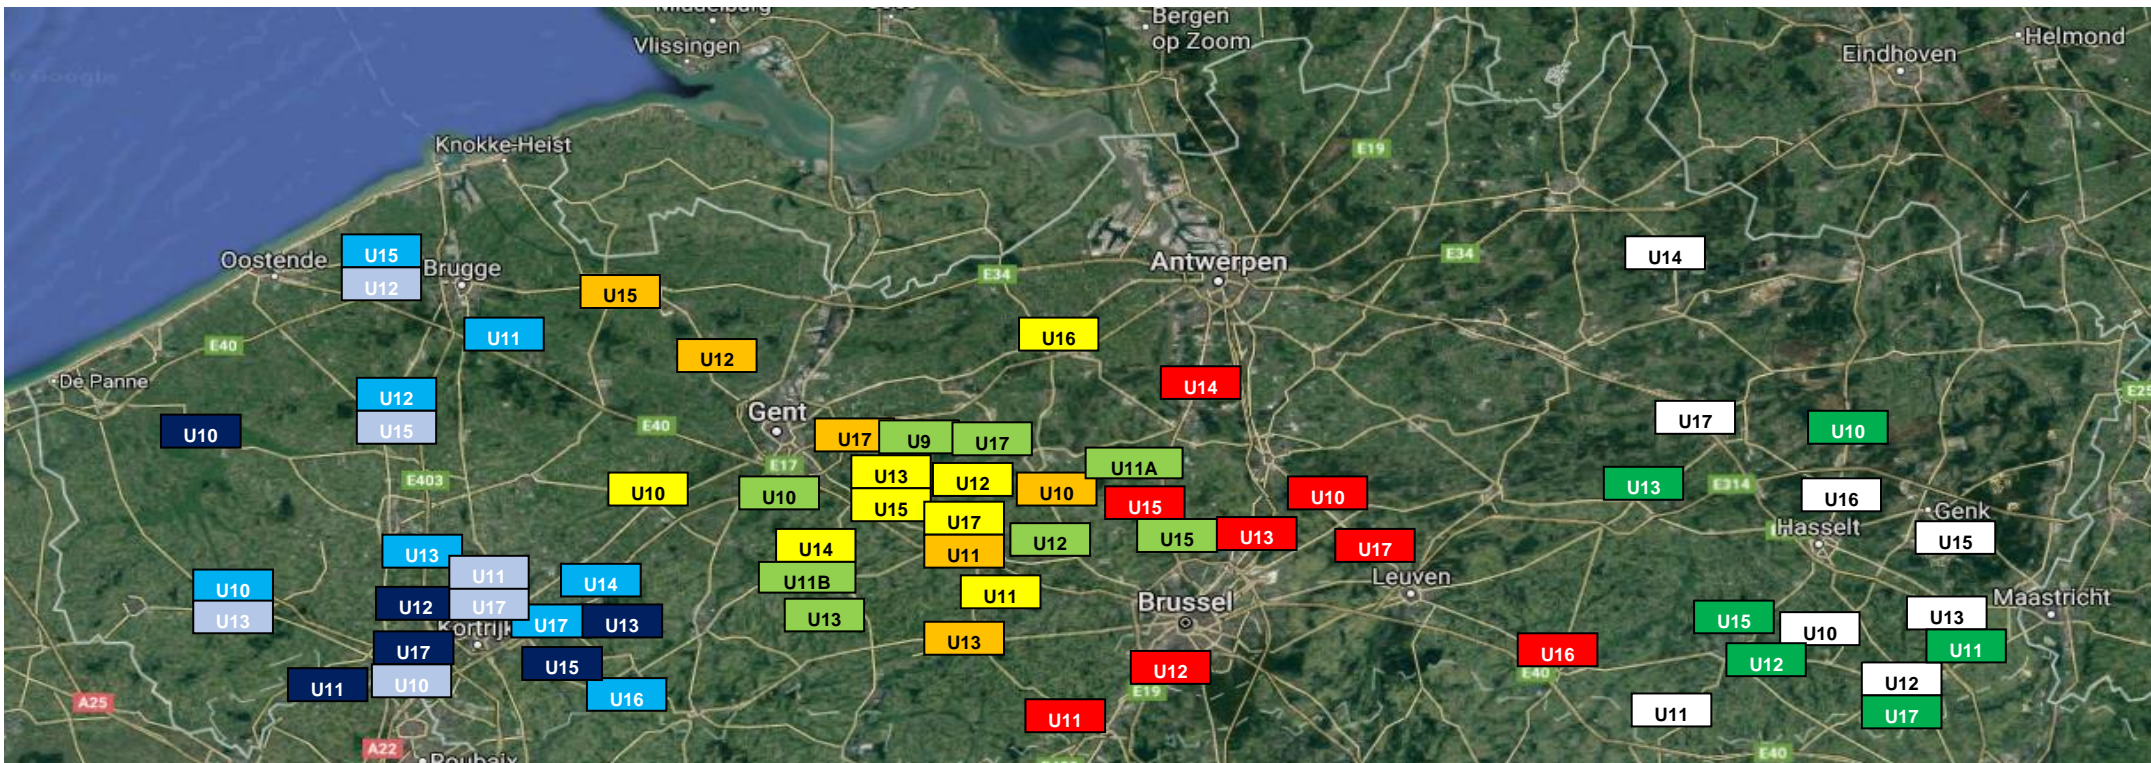 Bergen
op Zoom
Vlissingen
Helmond
Eindhoven
© Google
Knokke-Heist
E19
U15
Oostende
Brugge
U12
U15
E34
Antwerpen
E34
U14
U11
E40
U12
U16
De Panne
U12
U14
U15
U10
E40
Gent
U17
U9
U17
U17
U10
E403
E17
U10
U10
U13
U12
U15
U10
U11A
U15
U10
U13
E314
U16
Genk
Hasselt
U15
U17
U11
U14
U12
U15
U13
U17
U13
U11
U14
U11B
U10
U13
U12
U17
Kortrijk
U17
U13
U13
U11
U13
Brussel
Leuven
U15
U10
U13
U11
Maastricht
U17
U10
U11
U15
U16
U12
E19
U11
U16
E40
U12
U11
U12
U17
A25
A22
Roubaix
E40